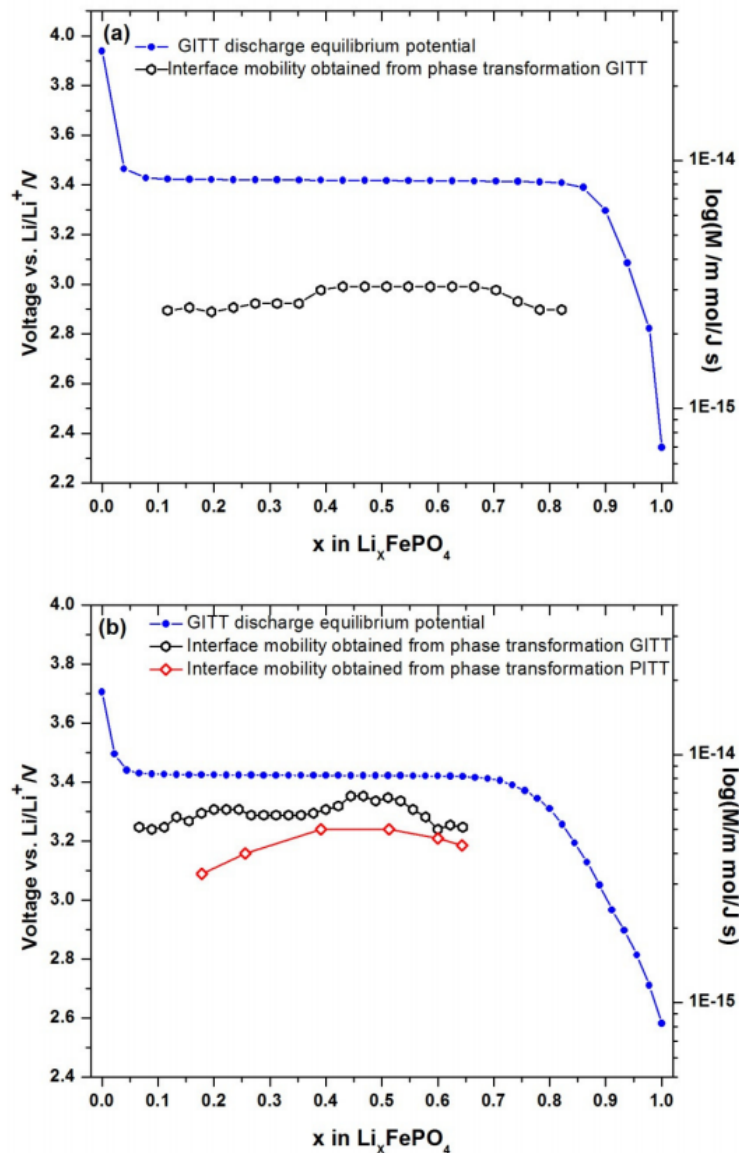 (a)
GITT discharge equilibrium potential
Interface mobility obtained from phase transformation GITT
Voltage vs. Li/Li⁺/V
4.0
3.8
3.6
3.4
3.2
3.0
2.8
2.6
2.4
2.2
1E-14
1E-15
log(M /m mol/J s)
0.0 0.1 0.2 0.3 0.4 0.5 0.6 0.7 0.8 0.9 1.0
x in LiₓFePO₄
(b)
GITT discharge equilibrium potential
Interface mobility obtained from phase transformation GITT
Interface mobility obtained from phase transformation PITT
Voltage vs. Li/Li⁺/V
4.0
3.8
3.6
3.4
3.2
3.0
2.8
2.6
2.4
1E-14
1E-15
log(M/m mol/J s)
0.0 0.1 0.2 0.3 0.4 0.5 0.6 0.7 0.8 0.9 1.0
x in LiₓFePO₄